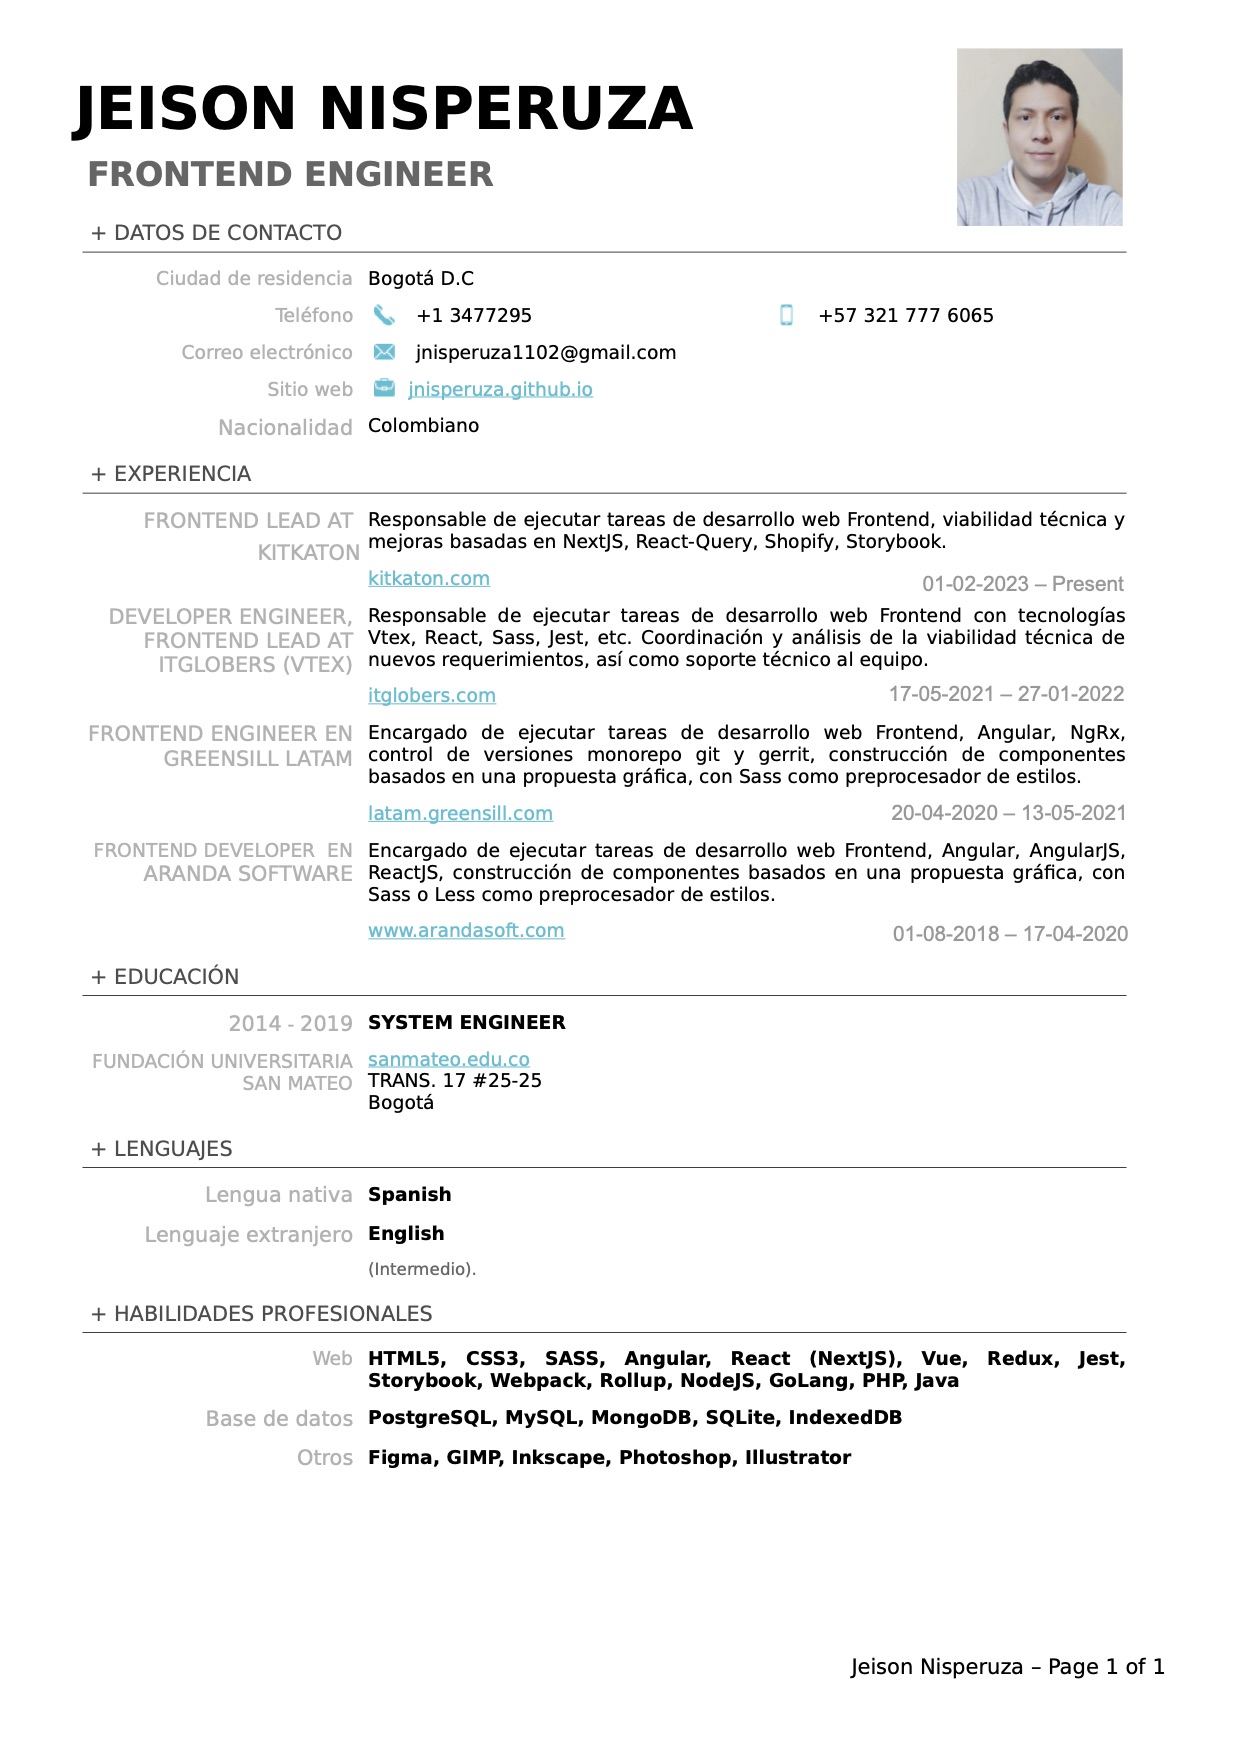 JEISON NISPERUZA
FRONTEND ENGINEER
+ DATOS DE CONTACTO
Ciudad de residencia Bogotá D.C
Teléfono +1 3477295 +57 321 777 6065
Correo electrónico jnisperuza1102@gmail.com
Sitio web jnisperuza.github.io
Nacionalidad Colombiano
+ EXPERIENCIA
FRONTEND LEAD AT
KITKATON
Responsable de ejecutar tareas de desarrollo web Frontend, viabilidad técnica y
mejoras basadas en NextJS, React-Query, Shopify, Storybook.
kitkaton.com 01-02-2023 – Present
DEVELOPER ENGINEER,
FRONTEND LEAD AT
ITGLOBERS (VTEX)
Responsable de ejecutar tareas de desarrollo web Frontend con tecnologías
Vtex, React, Sass, Jest, etc. Coordinación y análisis de la viabilidad técnica de
nuevos requerimientos, así como soporte técnico al equipo.
itglobers.com 17-05-2021 – 27-01-2022
FRONTEND ENGINEER EN
GREENSILL LATAM
Encargado de ejecutar tareas de desarrollo web Frontend, Angular, NgRx,
control de versiones monorepo git y gerrit, construcción de componentes
basados en una propuesta gráfica, con Sass como preprocesador de estilos.
latam.greensill.com 20-04-2020 – 13-05-2021
FRONTEND DEVELOPER EN
ARANDA SOFTWARE
Encargado de ejecutar tareas de desarrollo web Frontend, Angular, AngularJS,
ReactJS, construcción de componentes basados en una propuesta gráfica, con
Sass o Less como preprocesador de estilos.
www.arandasoft.com 01-08-2018 – 17-04-2020
+ EDUCACIÓN
2014 - 2019 SYSTEM ENGINEER
FUNDACIÓN UNIVERSITARIA
SAN MATEO
sanmateo.edu.co
TRANS. 17 #25-25
Bogotá
+ LENGUAJES
Lengua nativa Spanish
Lenguaje extranjero English
(Intermedio).
+ HABILIDADES PROFESIONALES
Web HTML5, CSS3, SASS, Angular, React (NextJS), Vue, Redux, Jest,
Storybook, Webpack, Rollup, NodeJS, GoLang, PHP, Java
Base de datos PostgreSQL, MySQL, MongoDB, SQLite, IndexedDB
Otros Figma, GIMP, Inkscape, Photoshop, Illustrator
Jeison Nisperuza – Page 1 of 1